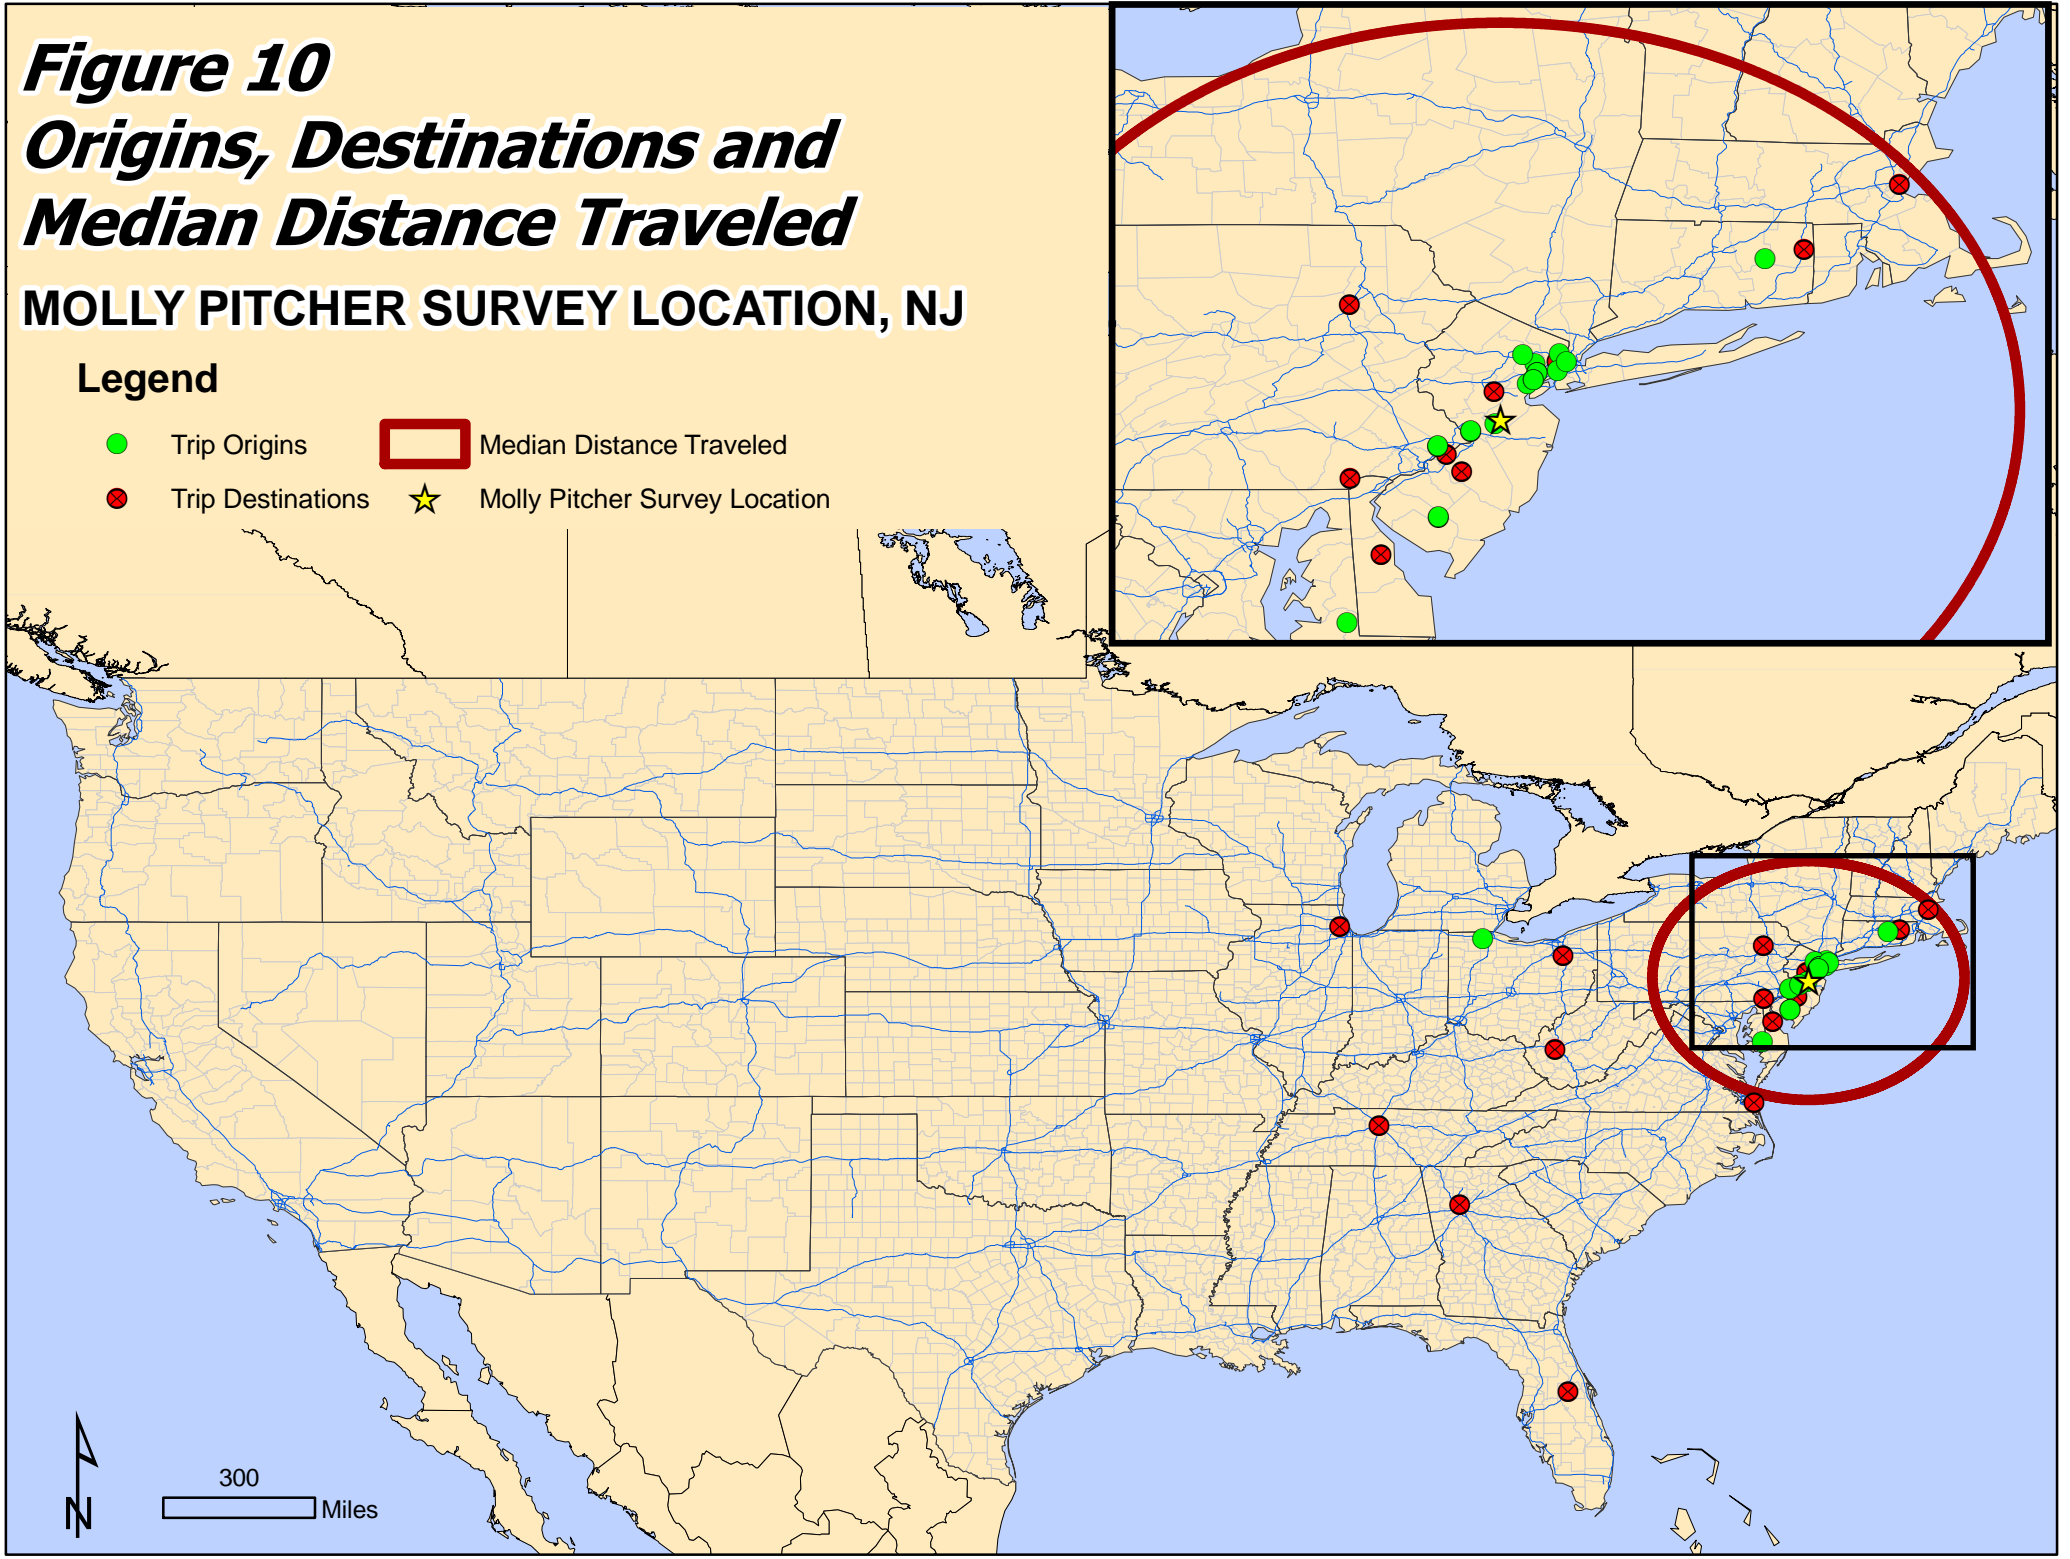 Figure 10
Origins, Destinations and
Median Distance Traveled
MOLLY PITCHER SURVEY LOCATION, NJ
Legend
Trip Origins
Median Distance Traveled
Trip Destinations
Molly Pitcher Survey Location
N
300
Miles